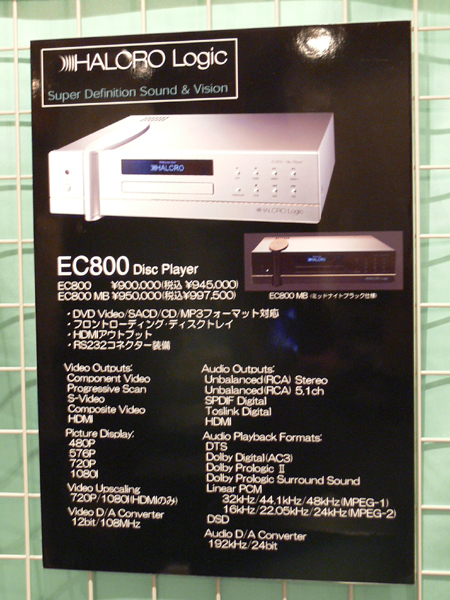 HALCRO Logic
Super Definition Sound & Vision
HALCRO
HALCRO Logic
EC800 Disc Player
EC800 ¥900,000(税込 ¥945,000)
EC800 MB ¥950,000(税込¥997,500)
EC800 MB (ミッドナイトブラック仕様)
・DVD Video/SACD/CD/MP3フォーマット対応
・フロントローディング・ディスクトレイ
・HDMIアウトプット
・RS232コネクター装備
Video Outputs:
Component Video
Progressive Scan
S-Video
Composite Video
HDMI
Picture Display:
480P
576P
720P
1080I
Video Upscaling
720P/1080I(HDMIのみ)
Video D/A Converter
12bit/108MHz
Audio Outputs:
Unbalanced(RCA) Stereo
Unbalanced(RCA) 5,1ch
SPDIF Digital
Toslink Digital
HDMI
Audio Playback Formats:
DTS
Dolby Digital(AC3)
Dolby Prologic II
Dolby Prologic Surround Sound
Linear PCM
32kHz/44.1kHz/48kHz(MPEG-1)
16kHz/22.05kHz/24kHz(MPEG-2)
DSD
Audio D/A Converter
192kHz/24bit